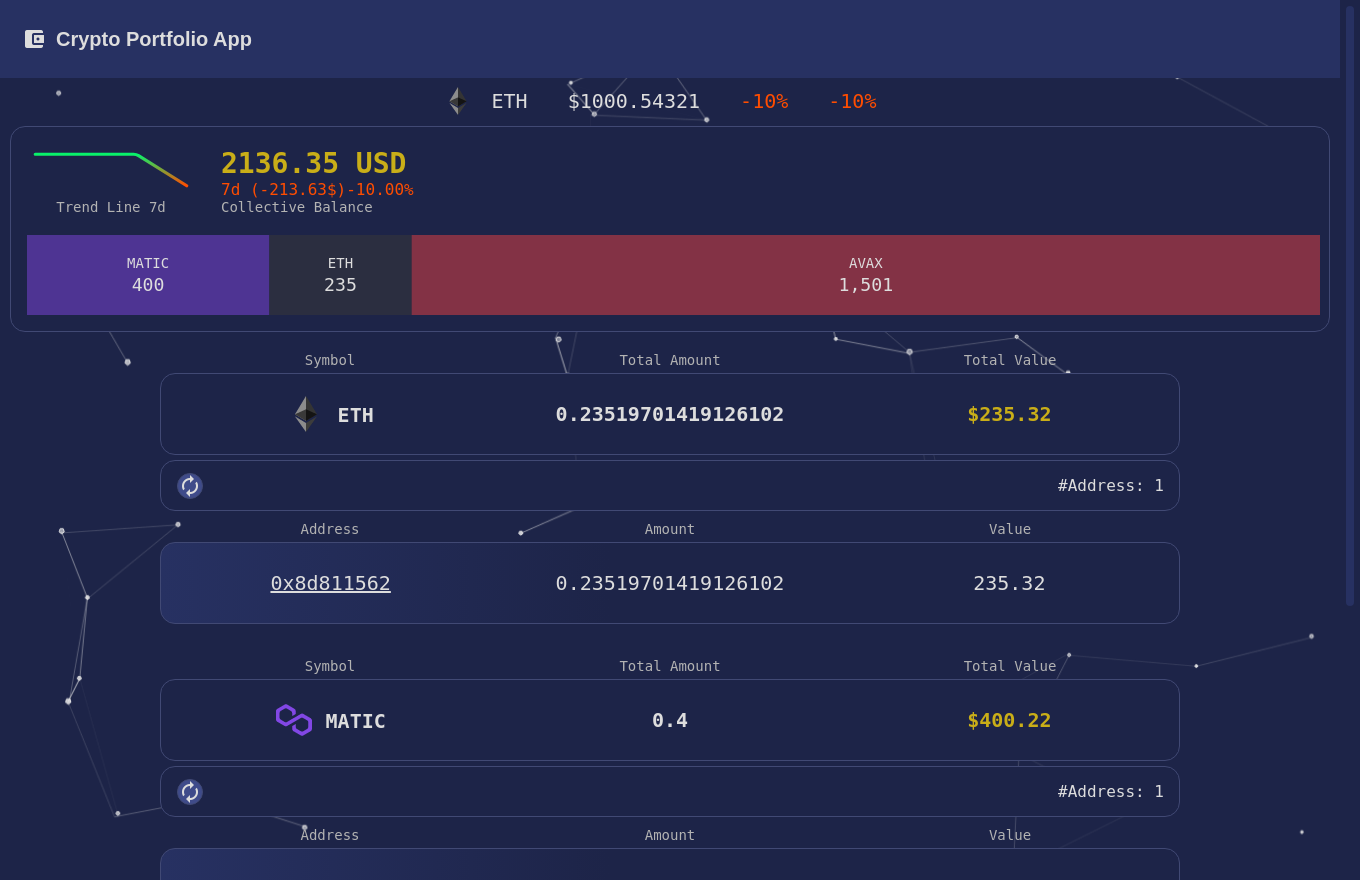 Crypto Portfolio App
ETH $1000.54321 -10% -10%
2136.35 USD
7d (-213.63$)-10.00%
Trend Line 7d Collective Balance
MATIC ETH AVAX
400 235 1,501
Symbol Total Amount Total Value
ETH 0.23519701419126102 $235.32
#Address: 1
Address Amount Value
0x8d811562 0.23519701419126102 235.32
Symbol Total Amount Total Value
MATIC 0.4 $400.22
#Address: 1
Address Amount Value